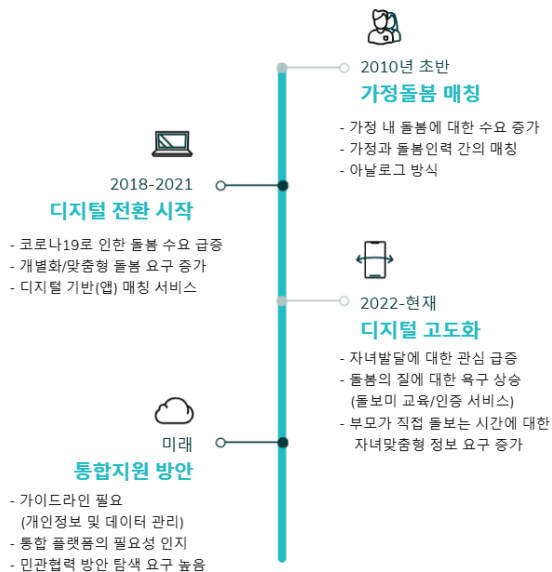 2010년 초반
가정돌봄 매칭
- 가정 내 돌봄에 대한 수요 증가
- 가정과 돌봄인력 간의 매칭
- 아날로그 방식
2018-2021
디지털 전환 시작
- 코로나19로 인한 돌봄 수요 급증
- 개별화/맞춤형 돌봄 요구 증가
- 디지털 기반(앱) 매칭 서비스
2022-현재
디지털 고도화
- 자녀발달에 대한 관심 급증
- 돌봄의 질에 대한 욕구 상승
(돌보미 교육/인증 서비스)
- 부모가 직접 돌보는 시간에 대한
자녀맞춤형 정보 요구 증가
미래
통합지원 방안
- 가이드라인 필요
(개인정보 및 데이터 관리)
- 통합 플랫폼의 필요성 인지
- 민관협력 방안 탐색 요구 높음